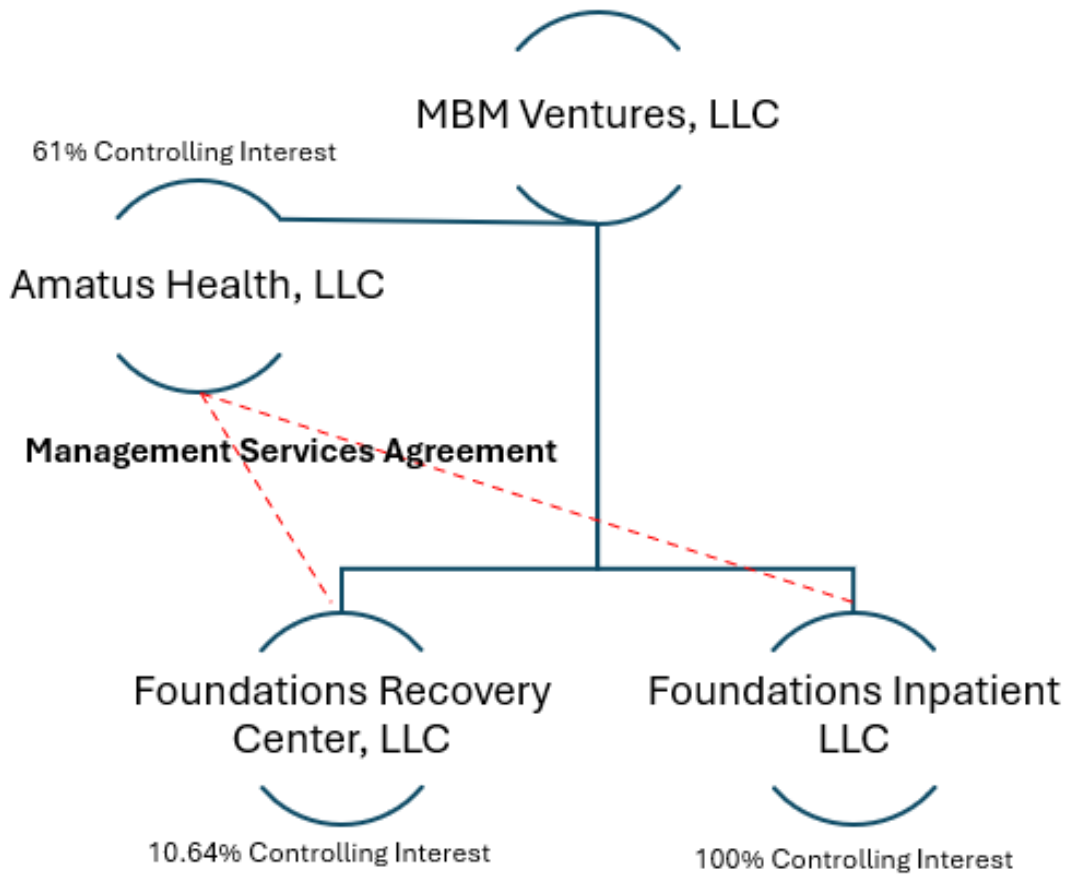 MBM Ventures, LLC
61% Controlling Interest
Amatus Health, LLC
Management Services Agreement
Foundations Recovery
Center, LLC
10.64% Controlling Interest
Foundations Inpatient
LLC
100% Controlling Interest